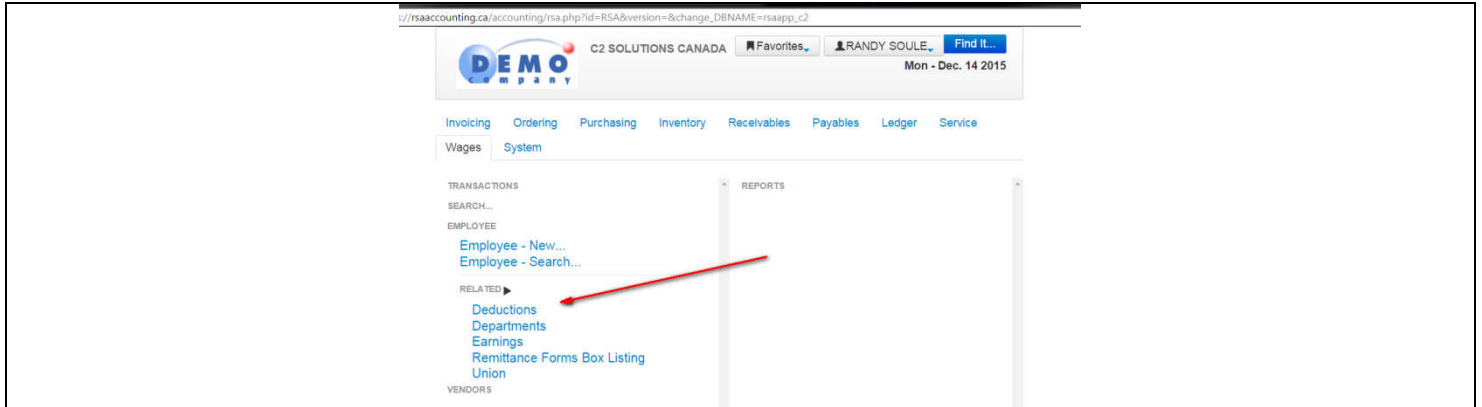 ://rsaaccounting.ca/accounting/rsa.php?id=RSA&version=&change_DBNAME=rsaapp_c2
DEMO
company
C2 SOLUTIONS CANADA
Favorites
RANDY SOULE
Find It...
Mon - Dec. 14 2015
Invoicing Ordering Purchasing Inventory Receivables Payables Ledger Service
Wages System
TRANSACTIONS
SEARCH...
EMPLOYEE
Employee - New...
Employee - Search...
RELATED
Deductions
Departments
Earnings
Remittance Forms Box Listing
Union
VENDORS
REPORTS